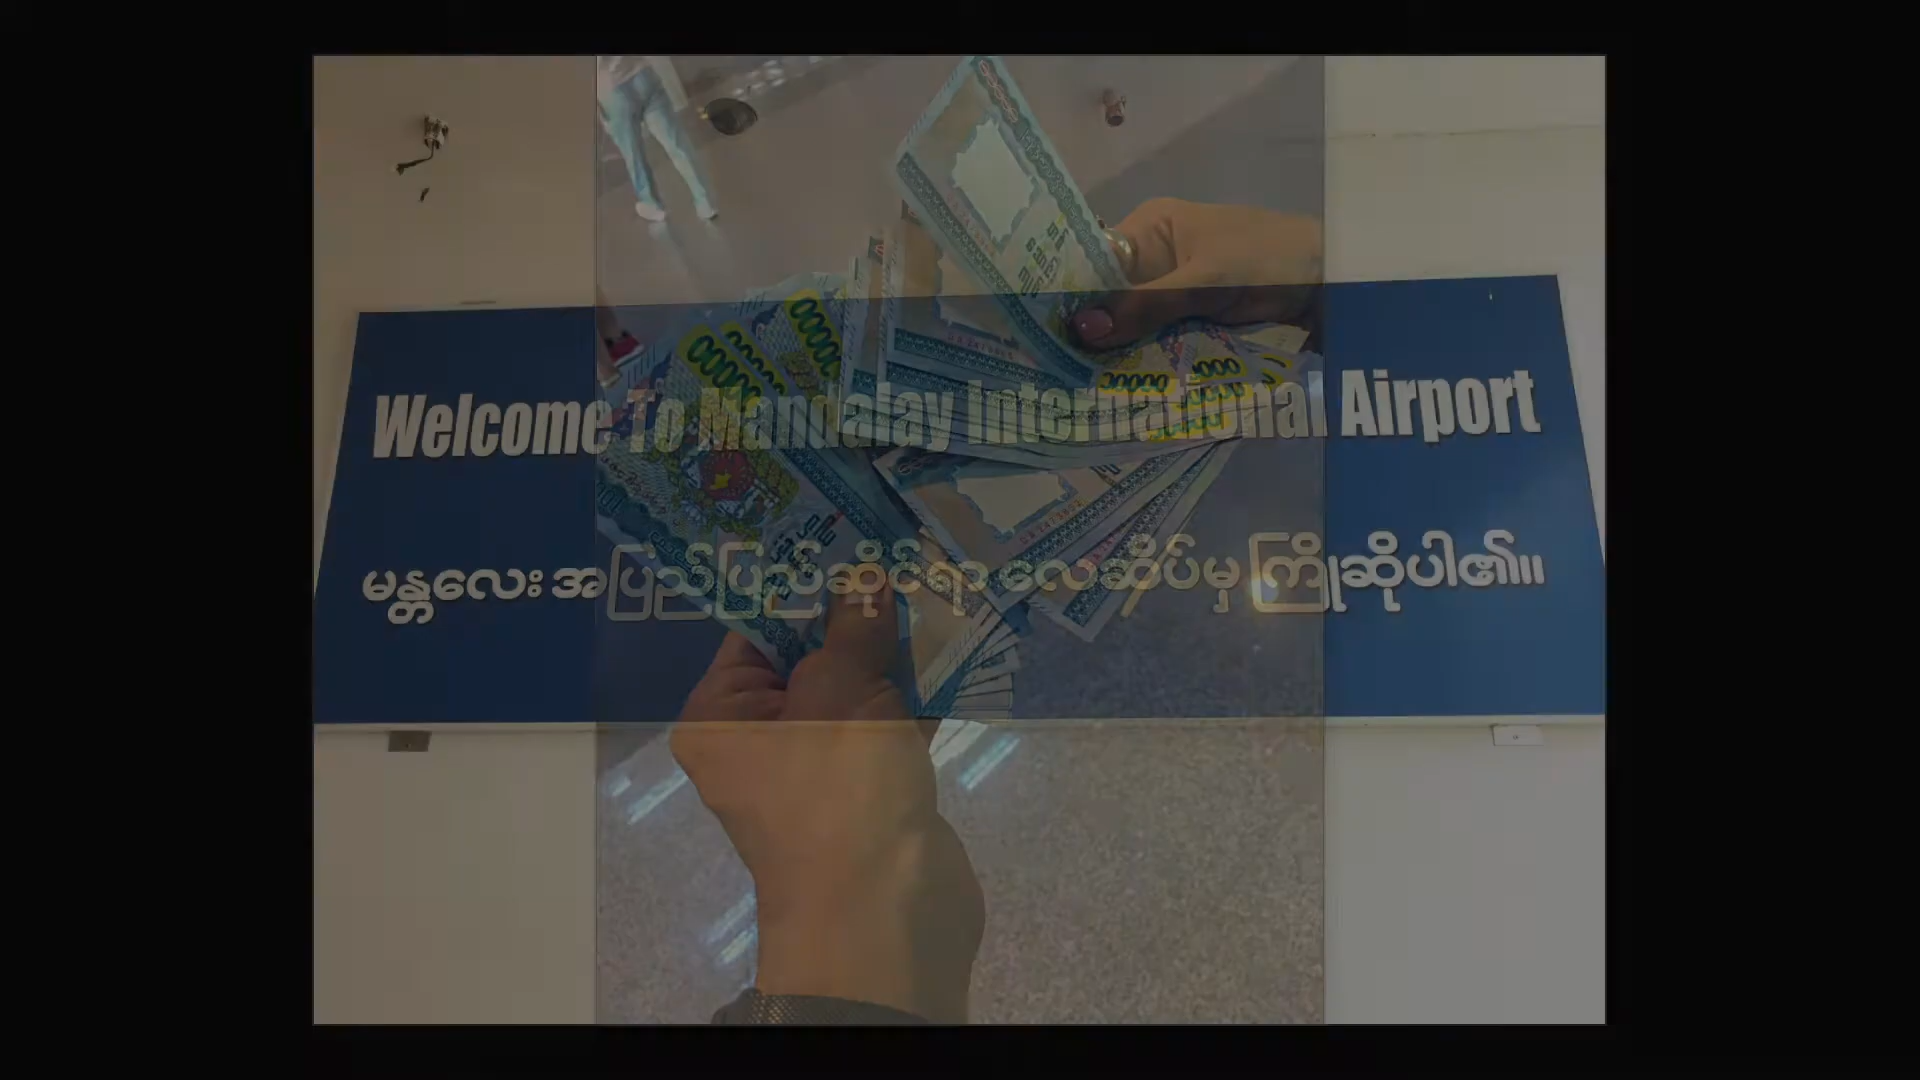 Welcome To Mandalay International Airport
မန္တလေး အပြည်ပြည်ဆိုင်ရာ လေဆိပ်မှ ကြိုဆိုပါ၏။